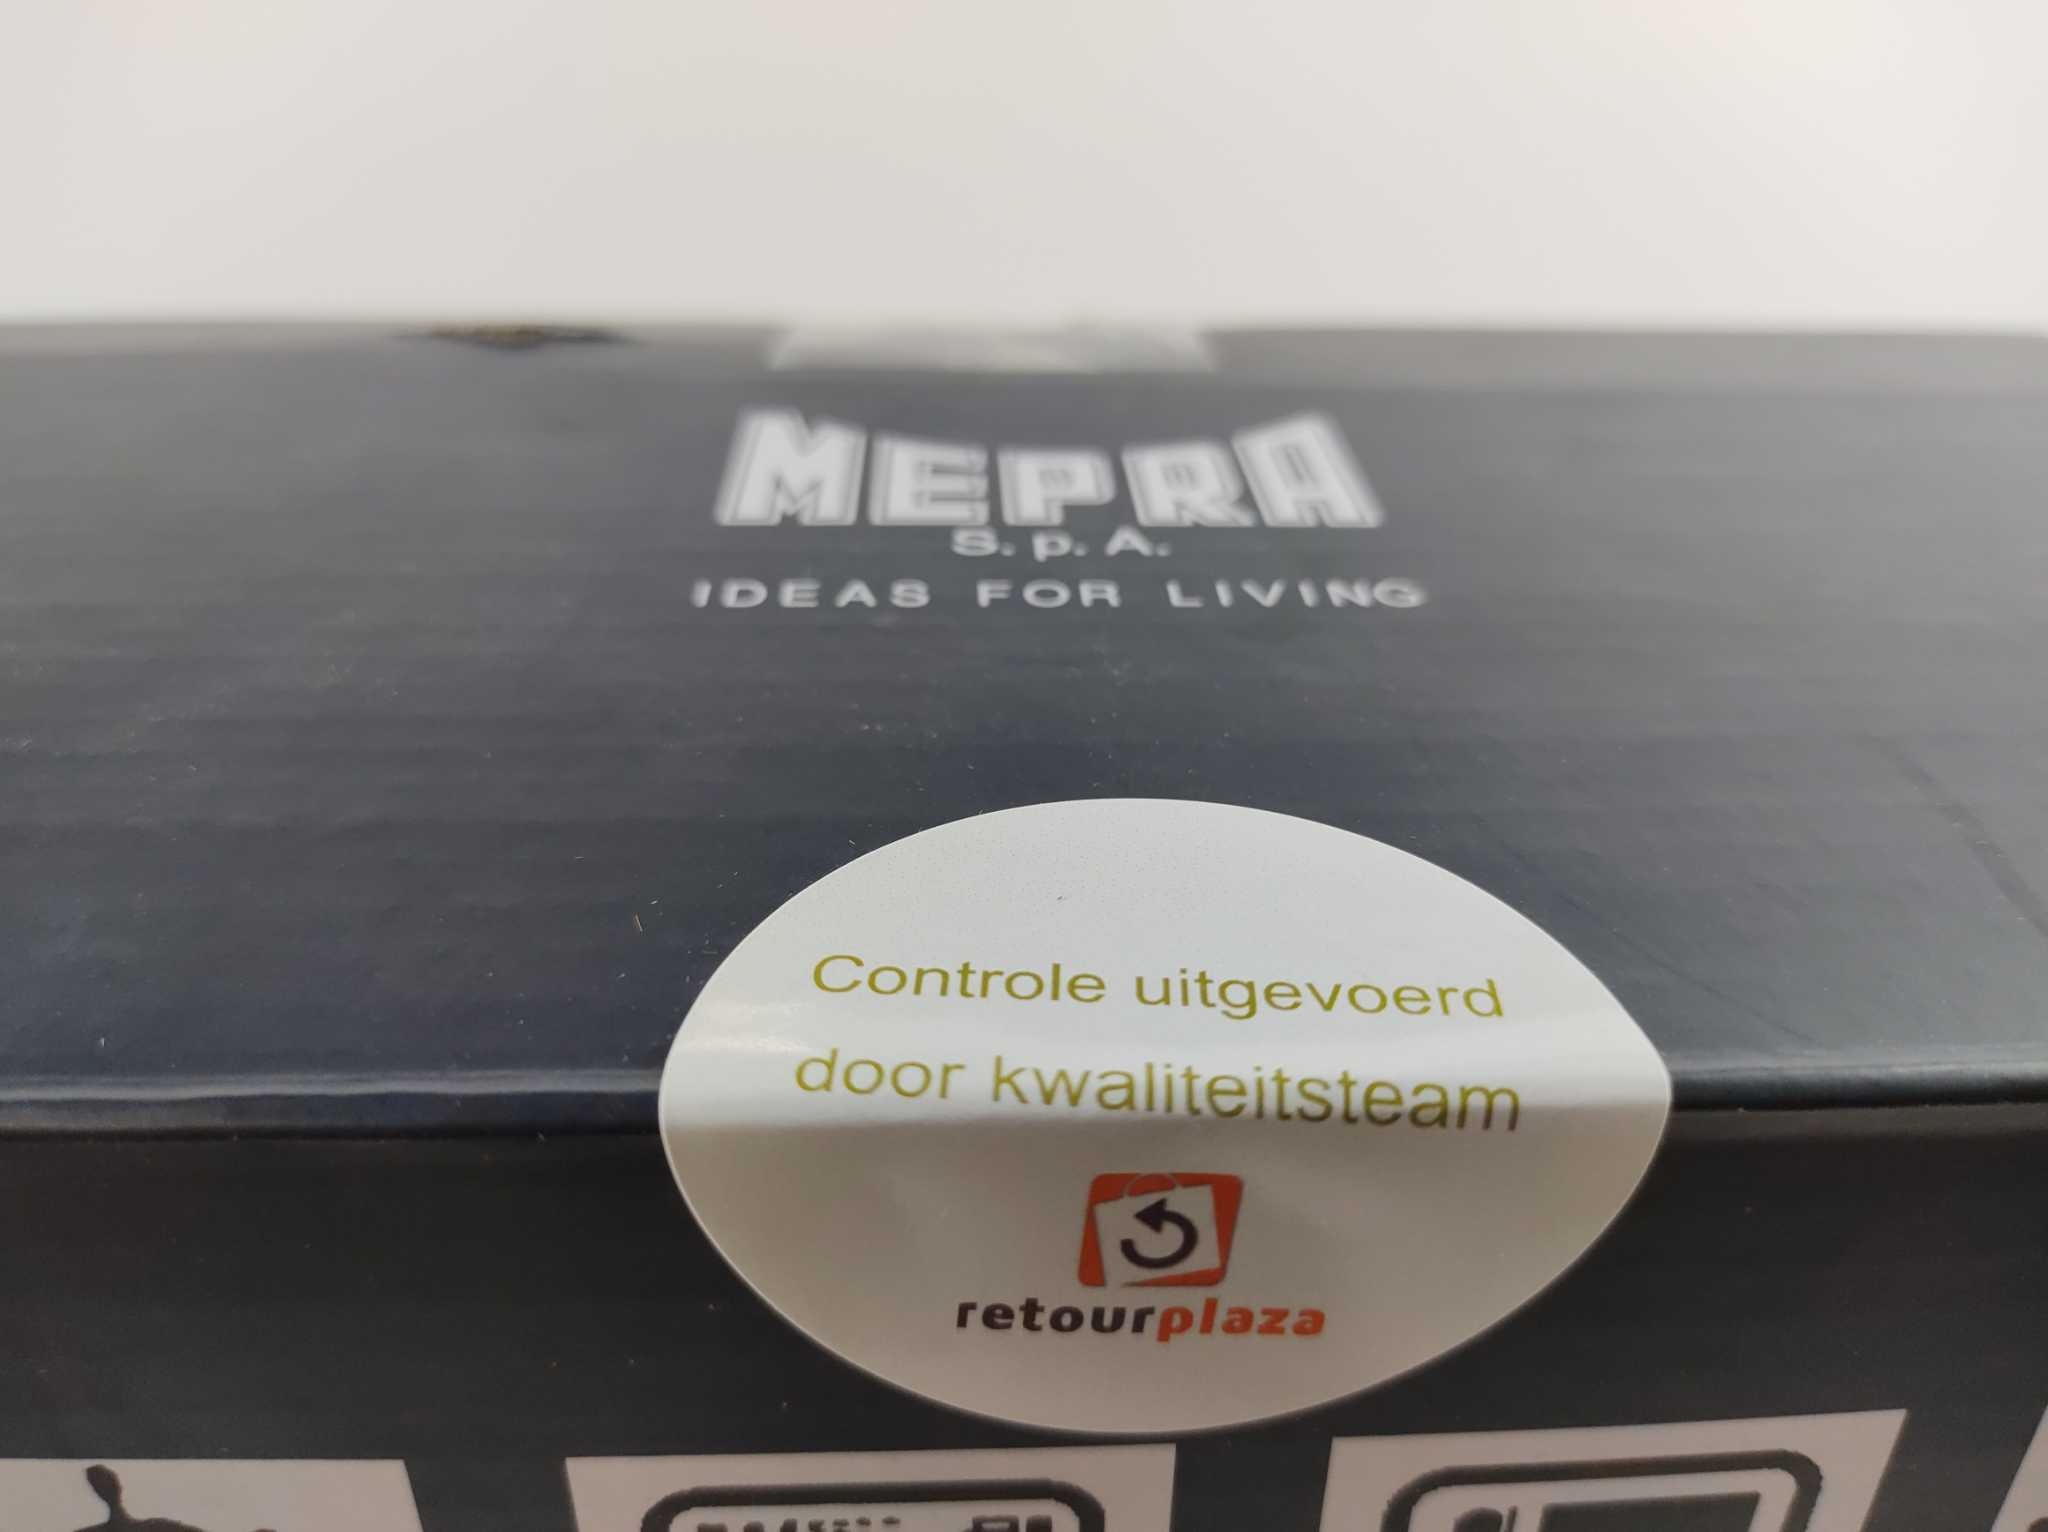 MEPRA
S.p.A.
IDEAS FOR LIVING
Controle uitgevoerd
door kwaliteitsteam
retourplaza